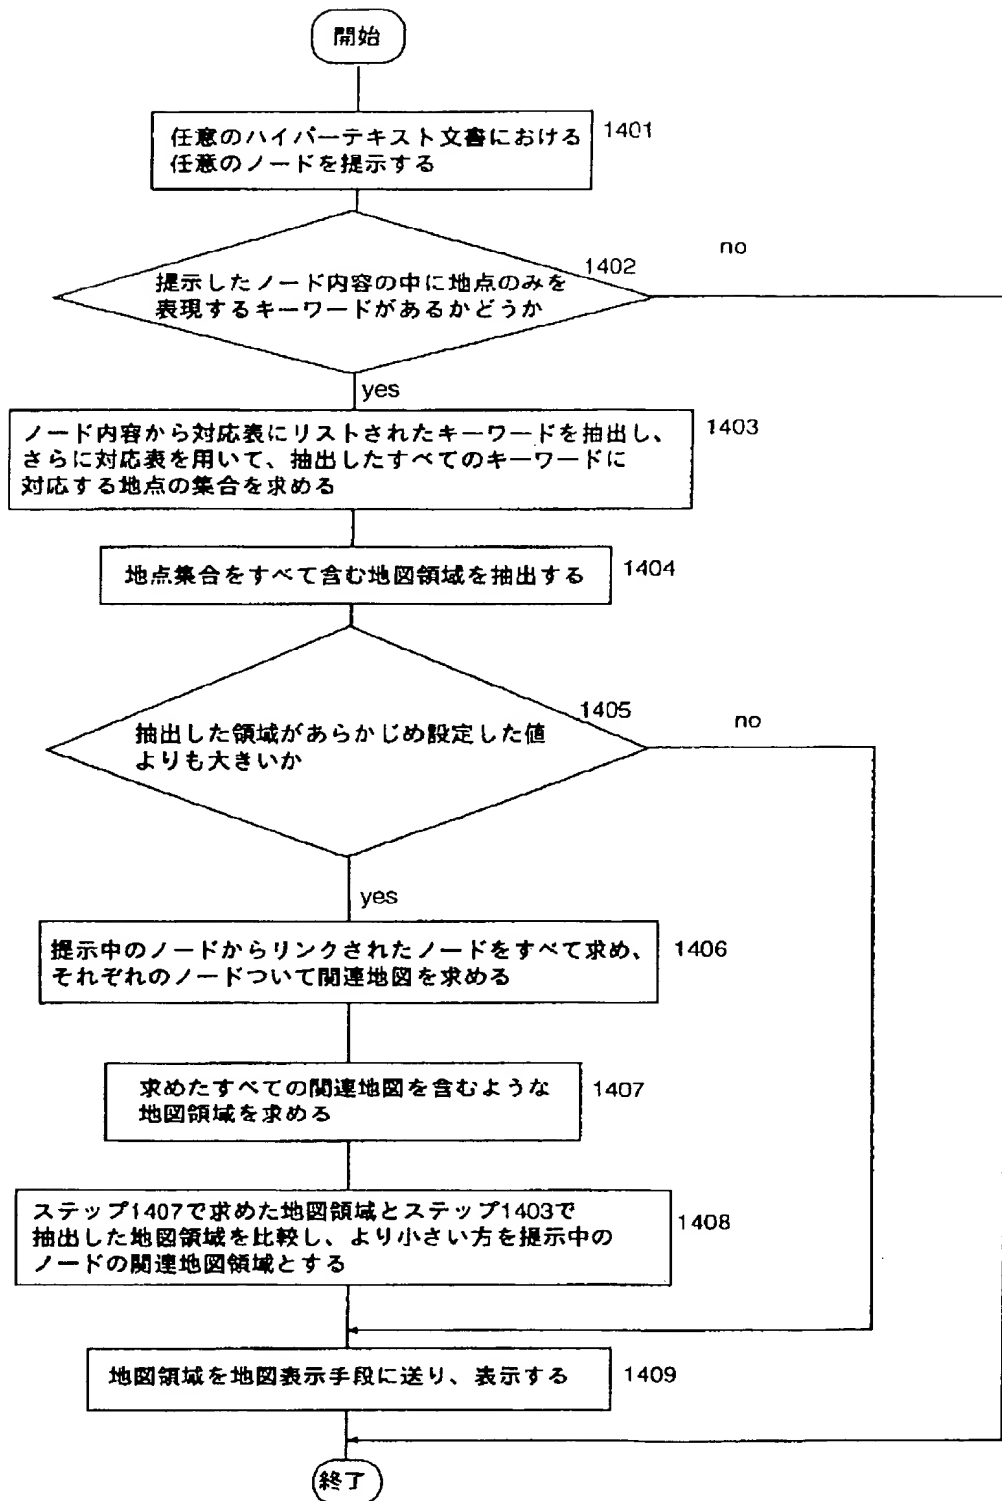 開始
任意のハイパーテキスト文書における
任意のノードを提示する
1401
no
1402
提示したノード内容の中に地点のみを
表現するキーワードがあるかどうか
yes
ノード内容から対応表にリストされたキーワードを抽出し、
さらに対応表を用いて、抽出したすべてのキーワードに
対応する地点の集合を求める
1403
地点集合をすべて含む地図領域を抽出する
1404
1405
no
抽出した領域があらかじめ設定した値
よりも大きいか
yes
提示中のノードからリンクされたノードをすべて求め、
それぞれのノードついて関連地図を求める
1406
求めたすべての関連地図を含むような
地図領域を求める
1407
ステップ1407で求めた地図領域とステップ1403で
抽出した地図領域を比較し、より小さい方を提示中の
ノードの関連地図領域とする
1408
地図領域を地図表示手段に送り、表示する
1409
終了